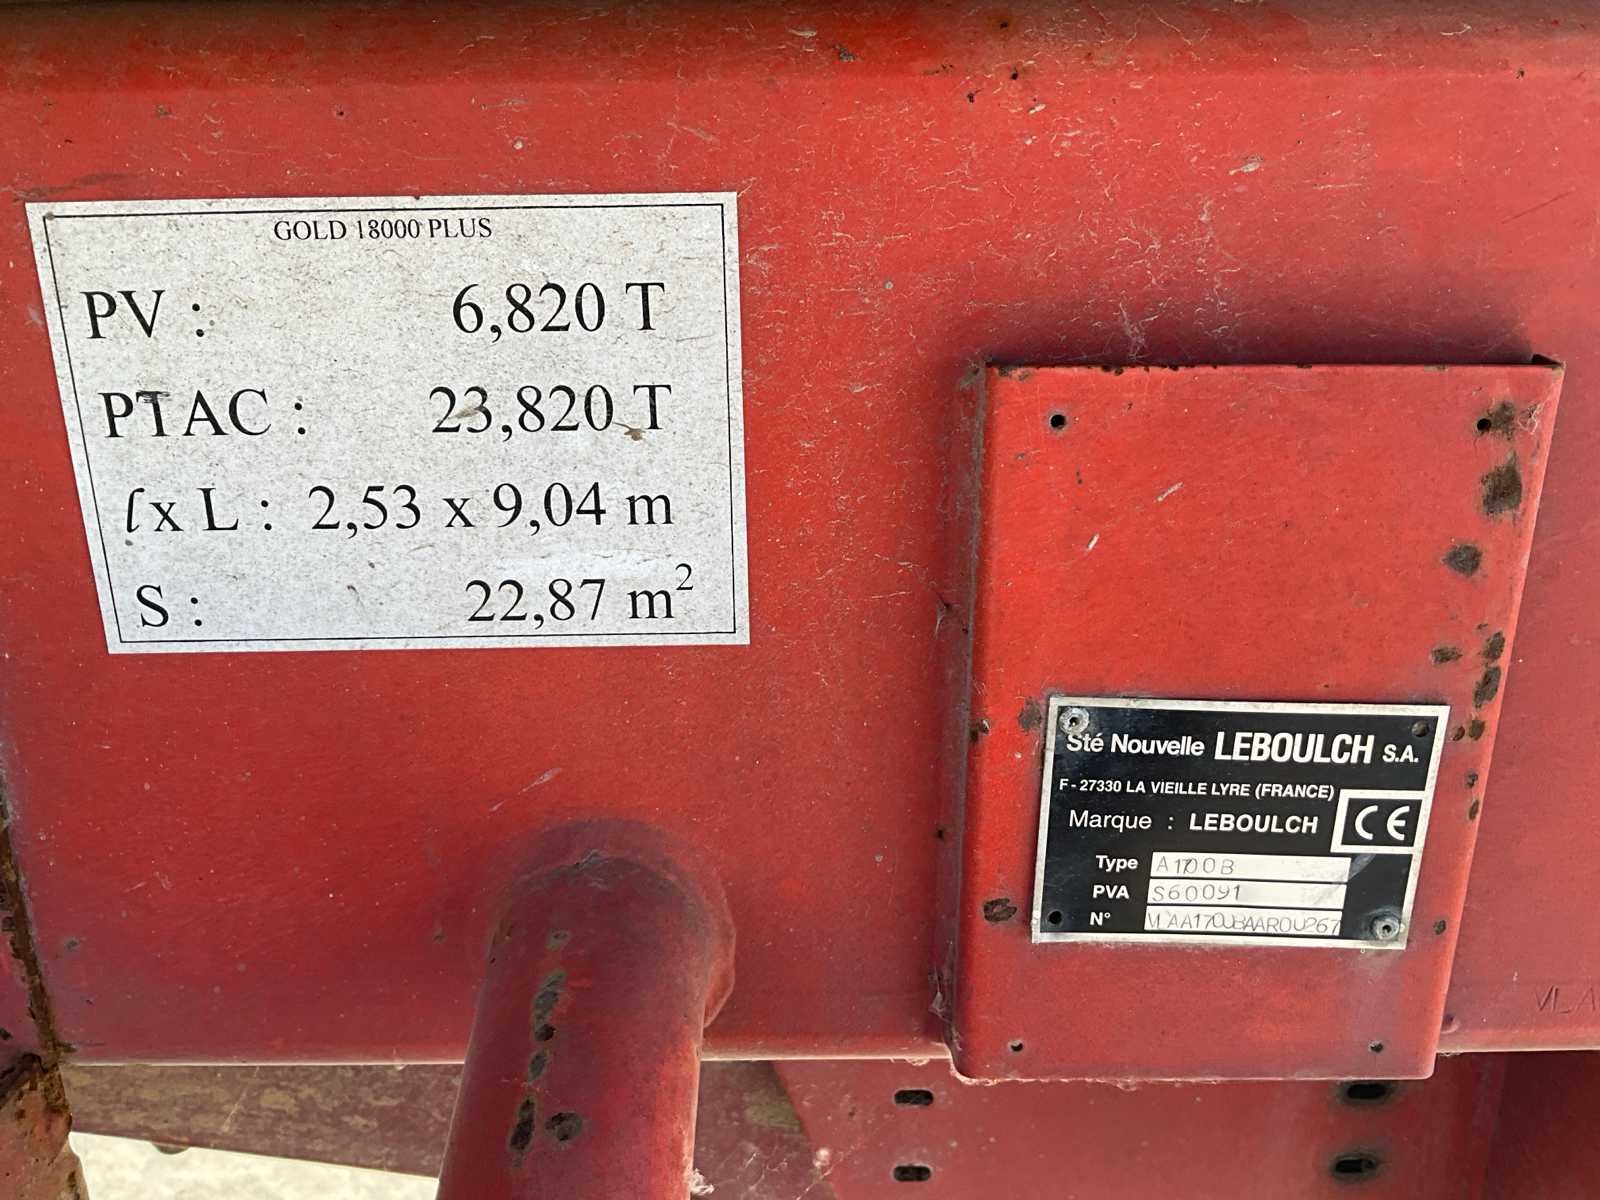 GOLD 18000 PLUS
PV : 6,820 T
PTAC : 23,820 T
l x L : 2,53 x 9,04 m
S : 22,87 m²
Sté Nouvelle LEBOULCH S.A.
F - 27330 LA VIEILLE LYRE (FRANCE)
Marque : LEBOULCH
CE
Type
PVA S60091
N°
VLA